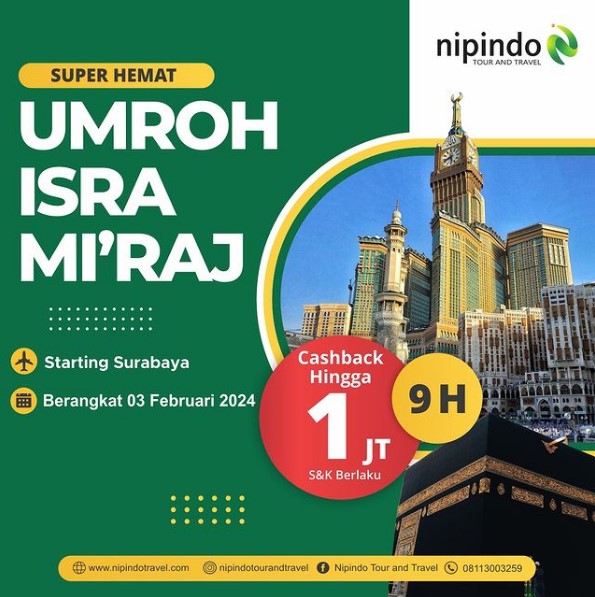 nipindo
TOUR AND TRAVEL
SUPER HEMAT
UMROH
ISRA
MI'RAJ
Starting Surabaya
Berangkat 03 Februari 2024
Cashback
Hingga
1 JT
S&K Berlaku
9 H
www.nipindotravel.com nipindotourandtravel Nipindo Tour and Travel 08113003259